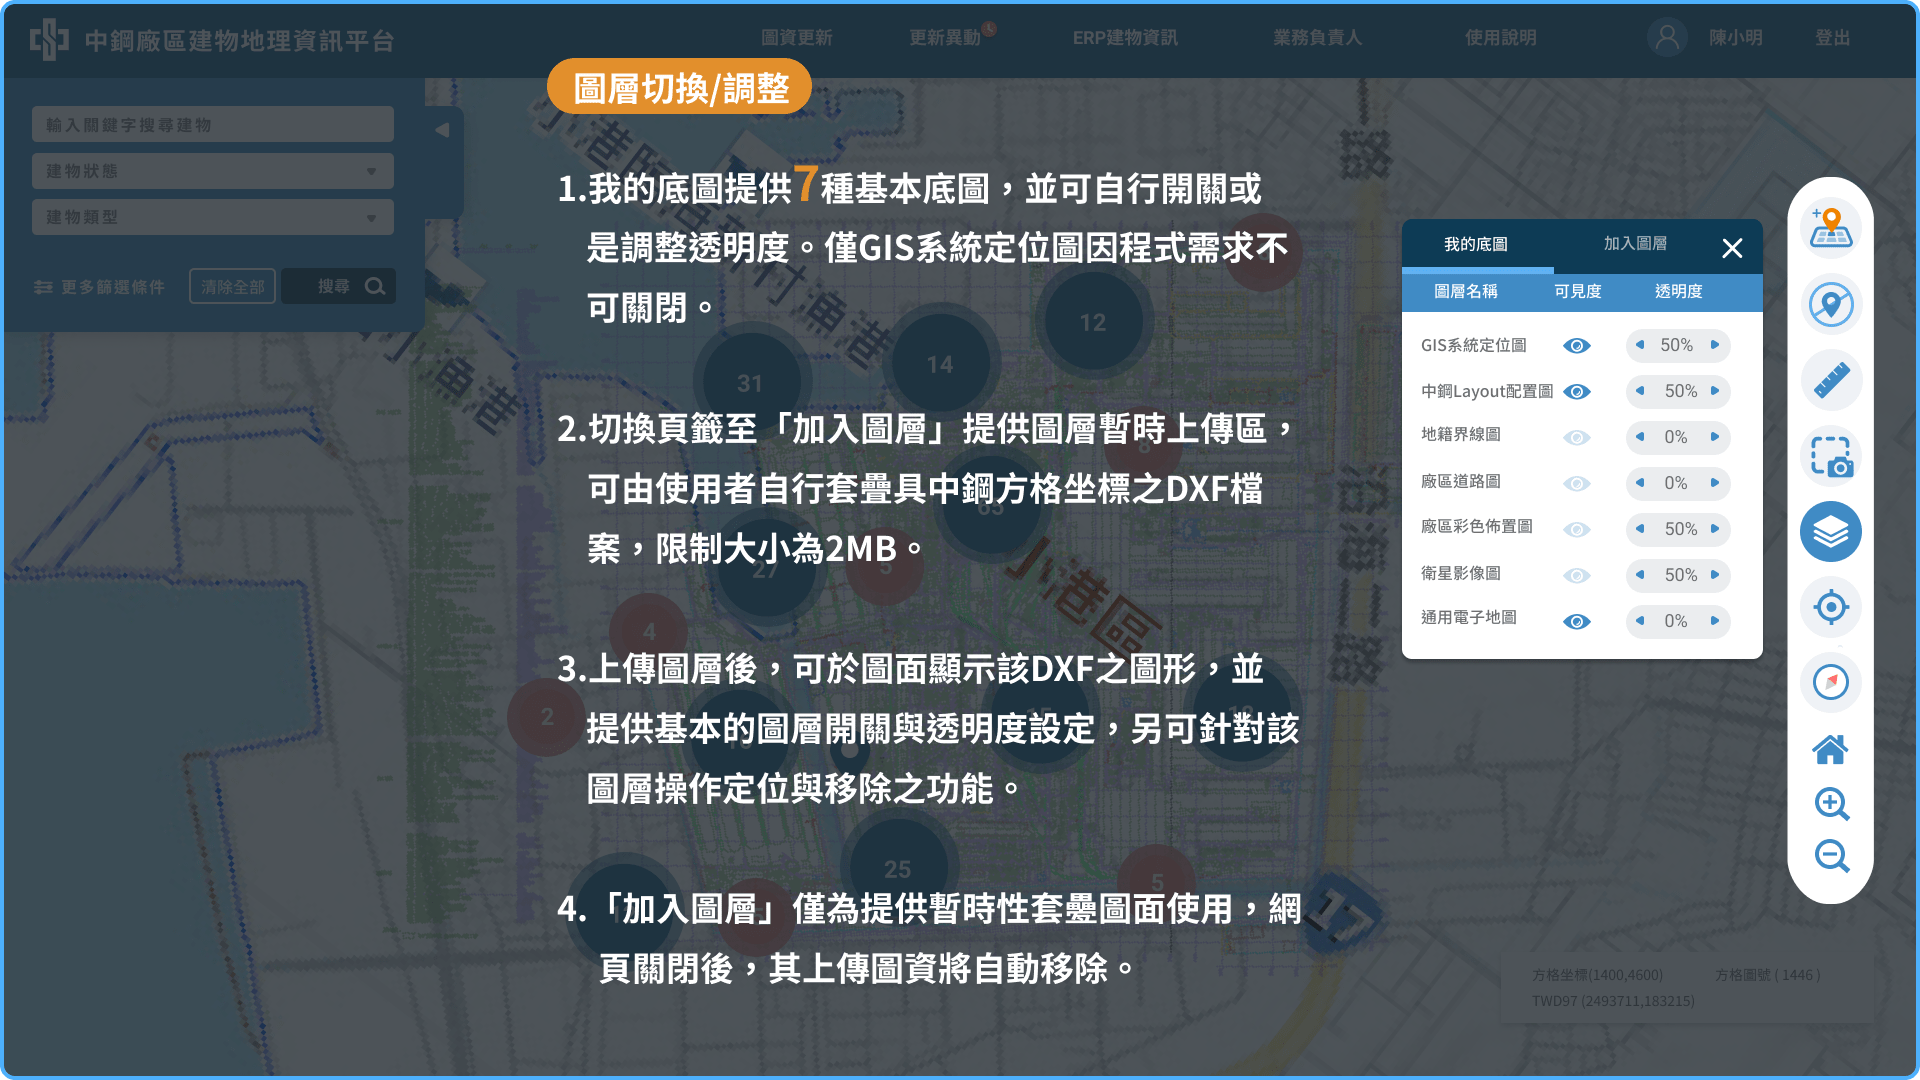 中鋼廠區建物地理資訊平台
圖資更新
更新異動
ERP建物資訊
業務負責人
使用說明
陳小明
登出
圖層切換/調整
輸入關鍵字搜尋建物
建物狀態
建物類型
更多篩選條件
清除全部
搜尋
1.我的底圖提供7種基本底圖，並可自行開關或
是調整透明度。僅GIS系統定位圖因程式需求不
可關閉。
2.切換頁籤至「加入圖層」提供圖層暫時上傳區，
可由使用者自行套疊具中鋼方格坐標之DXF檔
案，限制大小為2MB。
3.上傳圖層後，可於圖面顯示該DXF之圖形，並
提供基本的圖層開關與透明度設定，另可針對該
圖層操作定位與移除之功能。
4.「加入圖層」僅為提供暫時性套疊圖面使用，網
頁關閉後，其上傳圖資將自動移除。
我的底圖
加入圖層
圖層名稱
可見度
透明度
GIS系統定位圖
50%
中鋼Layout配置圖
50%
地籍界線圖
0%
廠區道路圖
0%
廠區彩色佈置圖
50%
衛星影像圖
50%
通用電子地圖
0%
12
14
31
8
65
27
5
4
2
25
5
小港區
17
方格坐標(1400,4600)
方格圖號 ( 1446 )
TWD97 (2493711,183215)